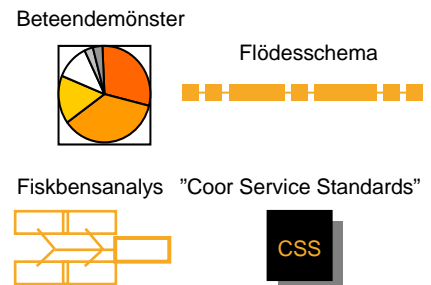 Beteendemönster
Flödesschema
Fiskbensanalys
”Coor Service Standards”
CSS